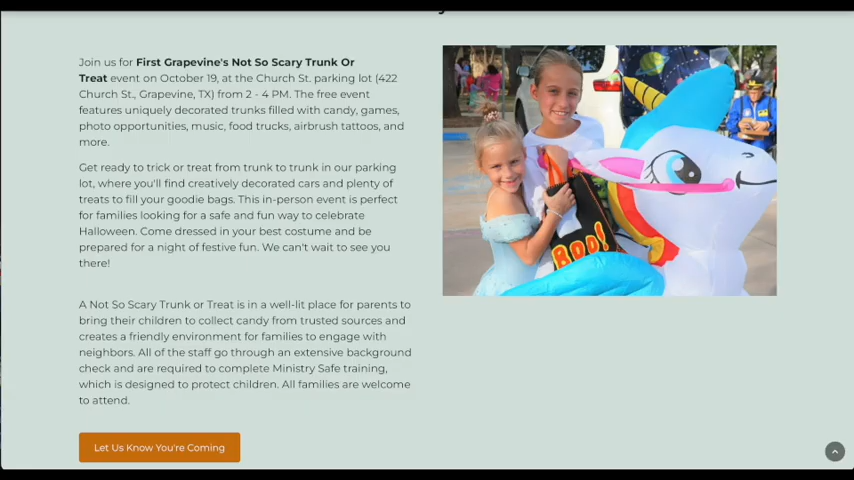 Join us for First Grapevine's Not So Scary Trunk Or
Treat event on October 19, at the Church St. parking lot (422
Church St., Grapevine, TX) from 2 - 4 PM. The free event
features uniquely decorated trunks filled with candy, games,
photo opportunities, music, food trucks, airbrush tattoos, and
more.
Get ready to trick or treat from trunk to trunk in our parking
lot, where you'll find creatively decorated cars and plenty of
treats to fill your goodie bags. This in-person event is perfect
for families looking for a safe and fun way to celebrate
Halloween. Come dressed in your best costume and be
prepared for a night of festive fun. We can't wait to see you
there!
A Not So Scary Trunk or Treat is in a well-lit place for parents to
bring their children to collect candy from trusted sources and
creates a friendly environment for families to engage with
neighbors. All of the staff go through an extensive background
check and are required to complete Ministry Safe training,
which is designed to protect children. All families are welcome
to attend.
Let Us Know You're Coming
BOO!